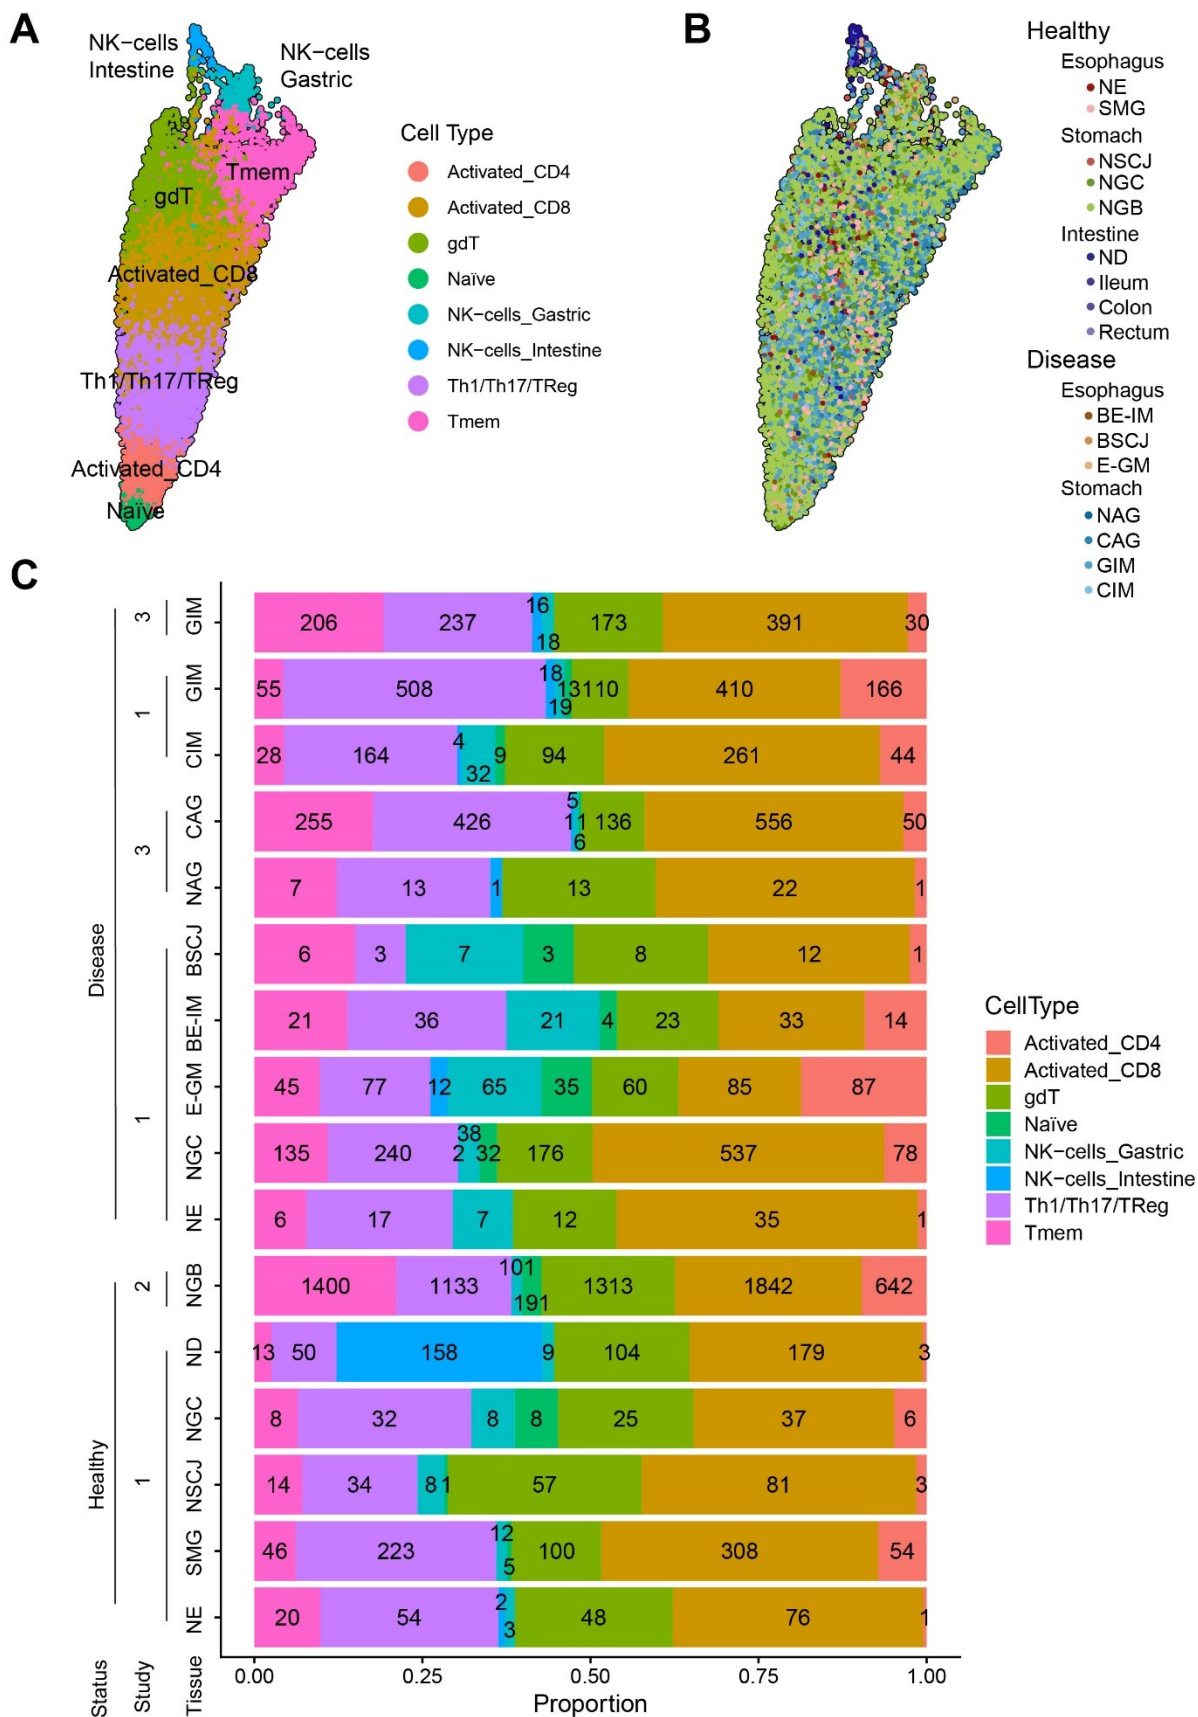 A
NK−cells
Intestine
NK−cells
Gastric
Tmem
gdT
Activated_CD8
Th1/Th17/TReg
Activated_CD4
Naïve
Cell Type
Activated_CD4
Activated_CD8
gdT
Naïve
NK−cells_Gastric
NK−cells_Intestine
Th1/Th17/TReg
Tmem
B
Healthy
Esophagus
NE
SMG
Stomach
NSCJ
NGC
NGB
Intestine
ND
Ileum
Colon
Rectum
Disease
Esophagus
BE-IM
BSCJ
E-GM
Stomach
NAG
CAG
GIM
CIM
C
Disease
3
GIM
206 237 16 18 173 391 30
1
GIM
55 508 18 19 13 110 410 166
CIM
28 164 4 32 9 94 261 44
3
CAG
255 426 5 11 6 136 556 50
NAG
7 13 1 13 22 1
1
BSCJ
6 3 7 3 8 12 1
BE-IM
21 36 21 4 23 33 14
E-GM
45 77 12 65 35 60 85 87
NGC
135 240 2 38 32 176 537 78
NE
6 17 7 12 35 1
Healthy
2
NGB
1400 1133 101 191 1313 1842 642
1
ND
13 50 158 9 104 179 3
NGC
8 32 8 8 25 37 6
NSCJ
14 34 8 1 57 81 3
SMG
46 223 12 5 100 308 54
NE
20 54 2 3 48 76 1
Status
Study
Tissue
0.00 0.25 0.50 0.75 1.00
Proportion
CellType
Activated_CD4
Activated_CD8
gdT
Naïve
NK−cells_Gastric
NK−cells_Intestine
Th1/Th17/TReg
Tmem